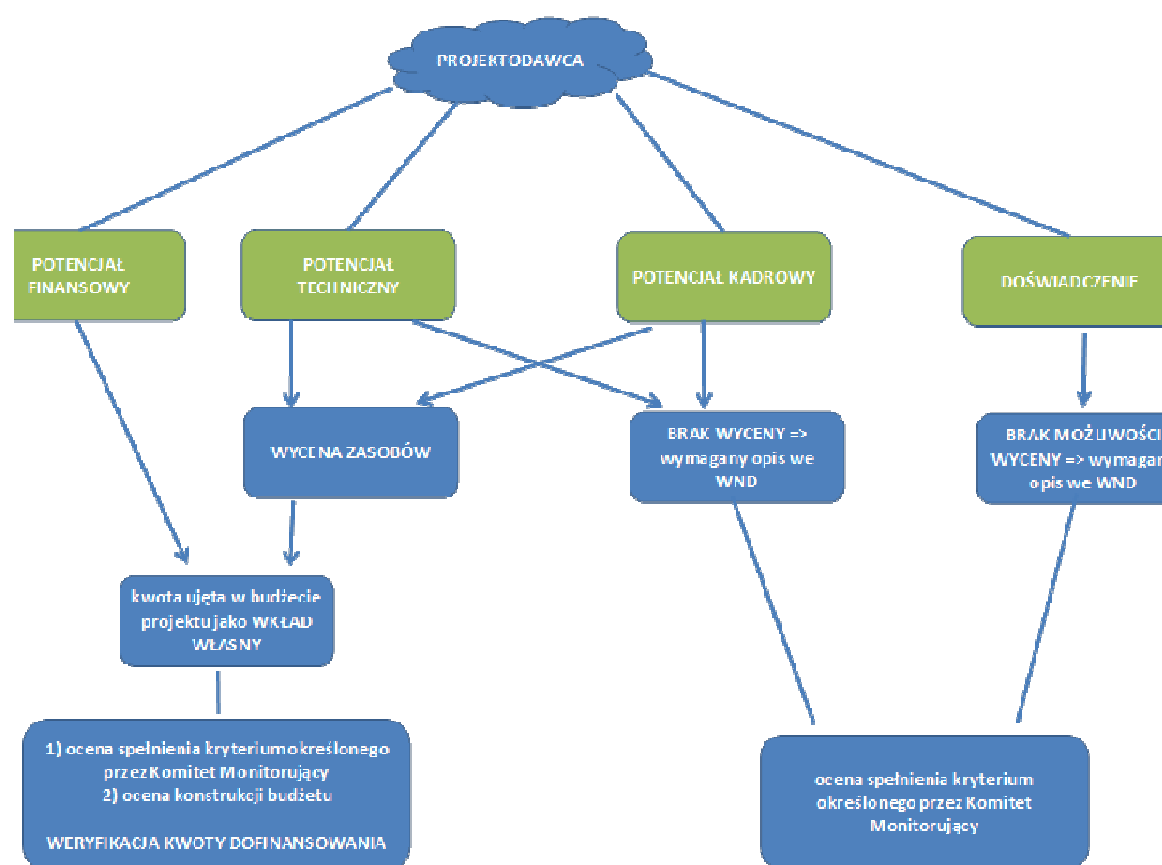 PROJEKTODAWCA
POTENCJAŁ
FINANSOWY
POTENCJAŁ
TECHNICZNY
POTENCJAŁ KADROWY
DOŚWIADCZENIE
WYCENA ZASOBÓW
BRAK WYCENY =>
wymagany opis we
WND
BRAK MOŻLIWOŚCI
WYCENY => wymagan
opis we WND
kwota ujęta w budżecie
projektu jako WKŁAD
WŁASNY
1) ocena spełnienia kryterium określonego
przez Komitet Monitorujący
2) ocena konstrukcji budżetu
WERYFIKACJA KWOTY DOFINANSOWANIA
ocena spełnienia kryterium
określonego przez Komitet
Monitorujący